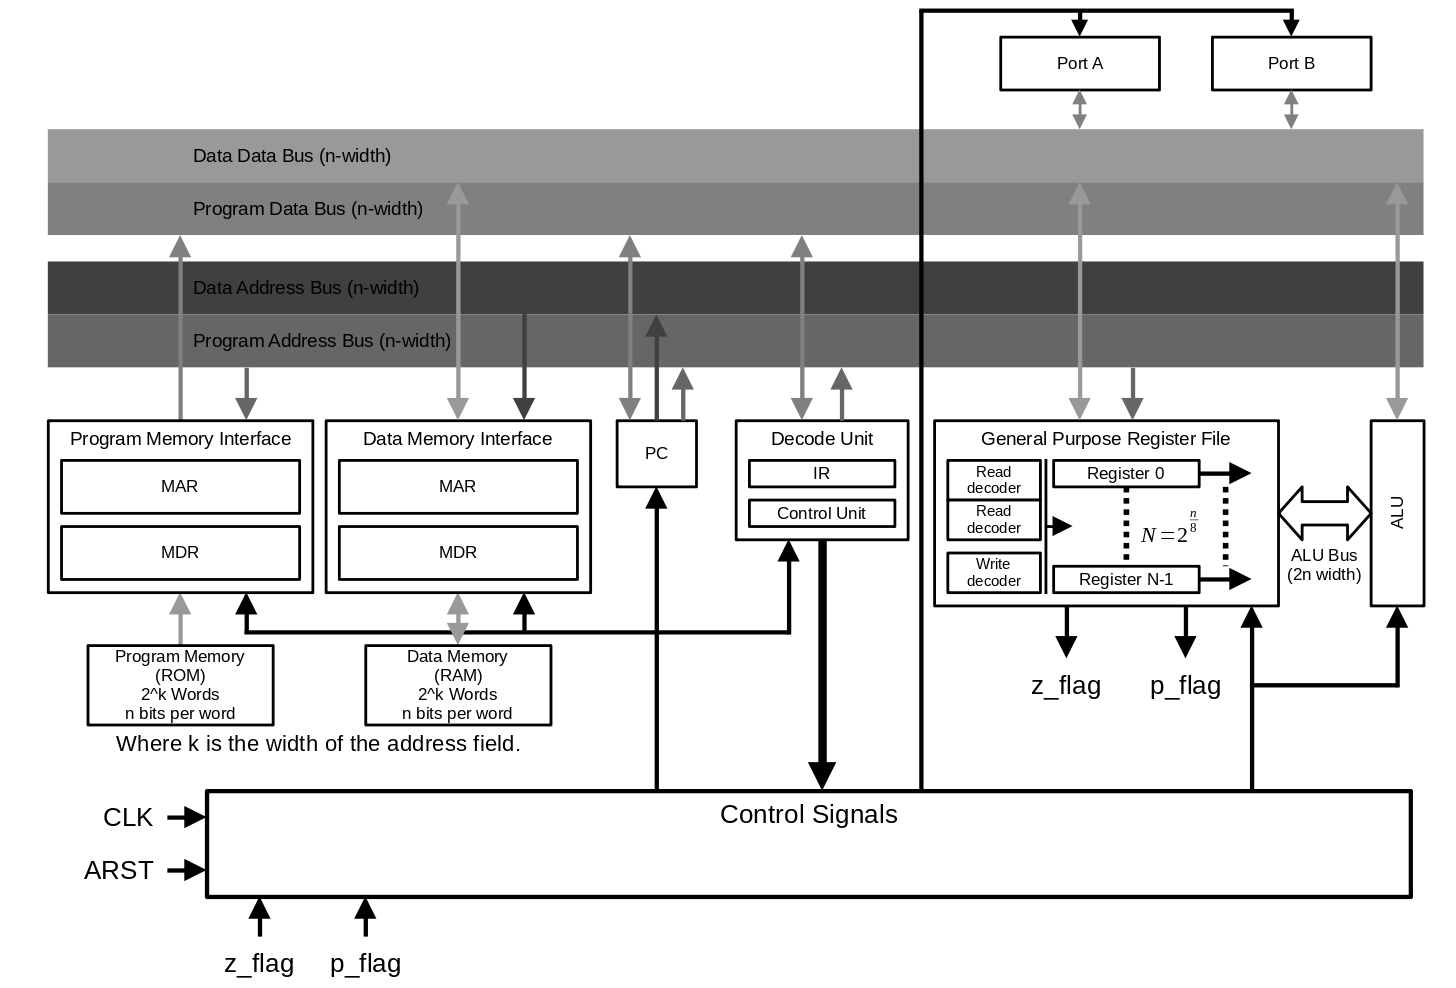 Port A
Port B
Data Data Bus (n-width)
Program Data Bus (n-width)
Data Address Bus (n-width)
Program Address Bus (n-width)
Program Memory Interface
MAR
MDR
Data Memory Interface
MAR
MDR
PC
Decode Unit
IR
Control Unit
General Purpose Register File
Read
decoder
Read
decoder
Write
decoder
Register 0
N=2^(n/8)
Register N-1
ALU Bus
(2n width)
ALU
Program Memory
(ROM)
2^k Words
n bits per word
Data Memory
(RAM)
2^k Words
n bits per word
Where k is the width of the address field.
z_flag
p_flag
CLK
ARST
Control Signals
z_flag
p_flag